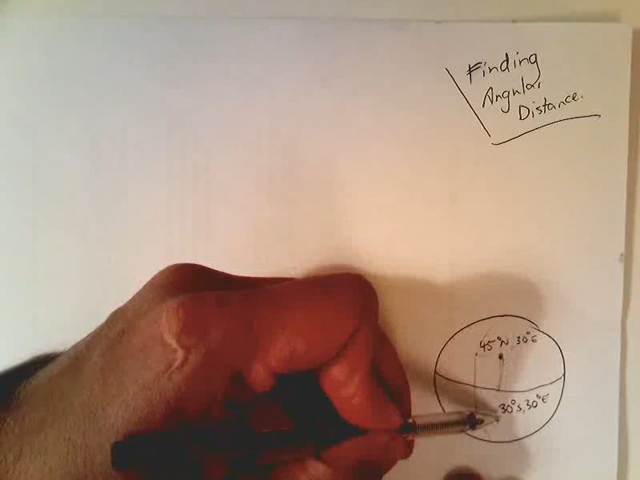 Finding
Angular
Distance.
45°N, 30°E
30°S, 30°E